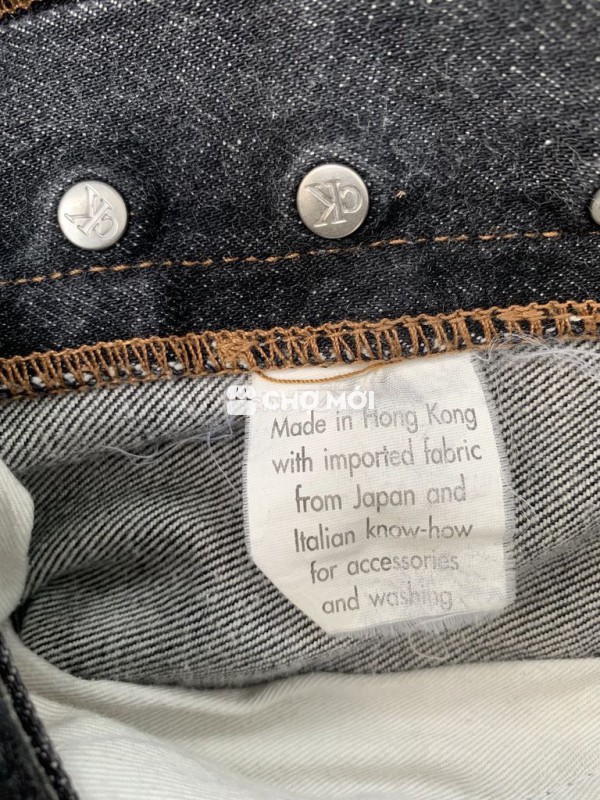 cK
cK
CHỢ MỚI
Made in Hong Kong
with imported fabric
from Japan and
Italian know-how
for accessories
and washing